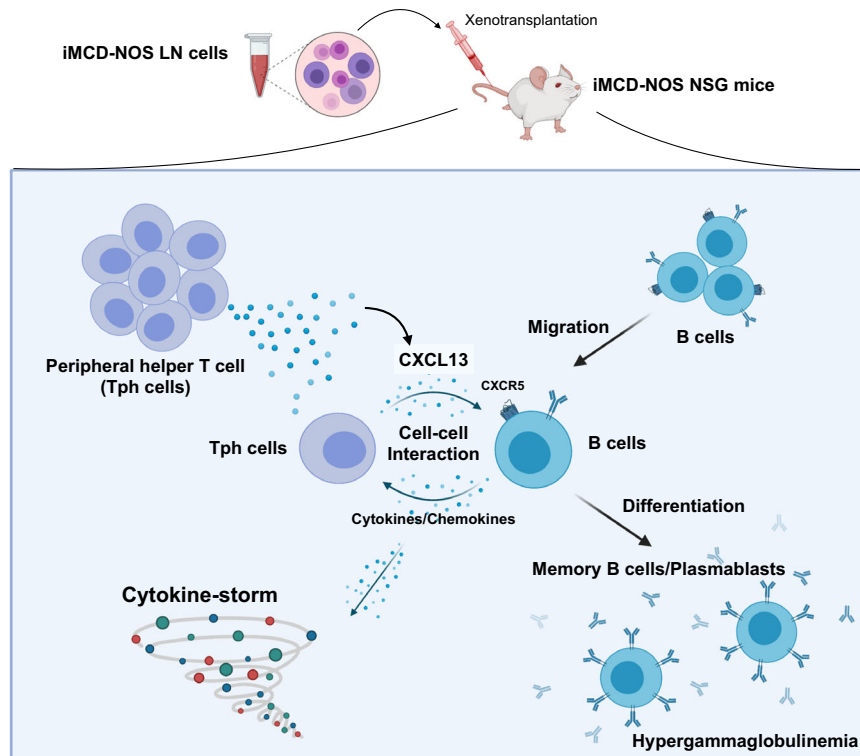 Xenotransplantation
iMCD-NOS LN cells
iMCD-NOS NSG mice
Peripheral helper T cell
(Tph cells)
CXCL13
Migration
B cells
CXCR5
Tph cells
Cell-cell
Interaction
B cells
Cytokines/Chemokines
Differentiation
Memory B cells/Plasmablasts
Cytokine-storm
Hypergammaglobulinemia